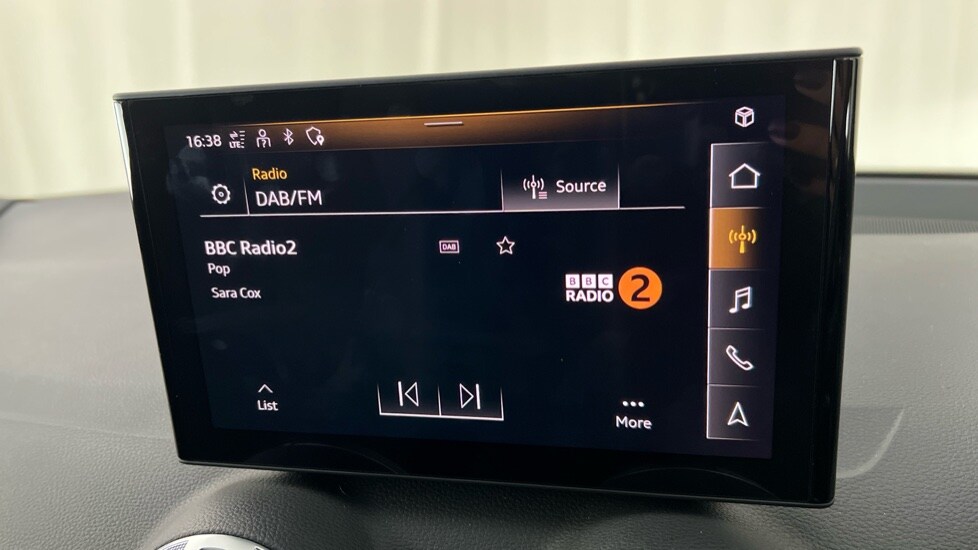 16:38 LTE
Radio
DAB/FM
Source
BBC Radio2
DAB
Pop
Sara Cox
BBC
RADIO 2
List
More